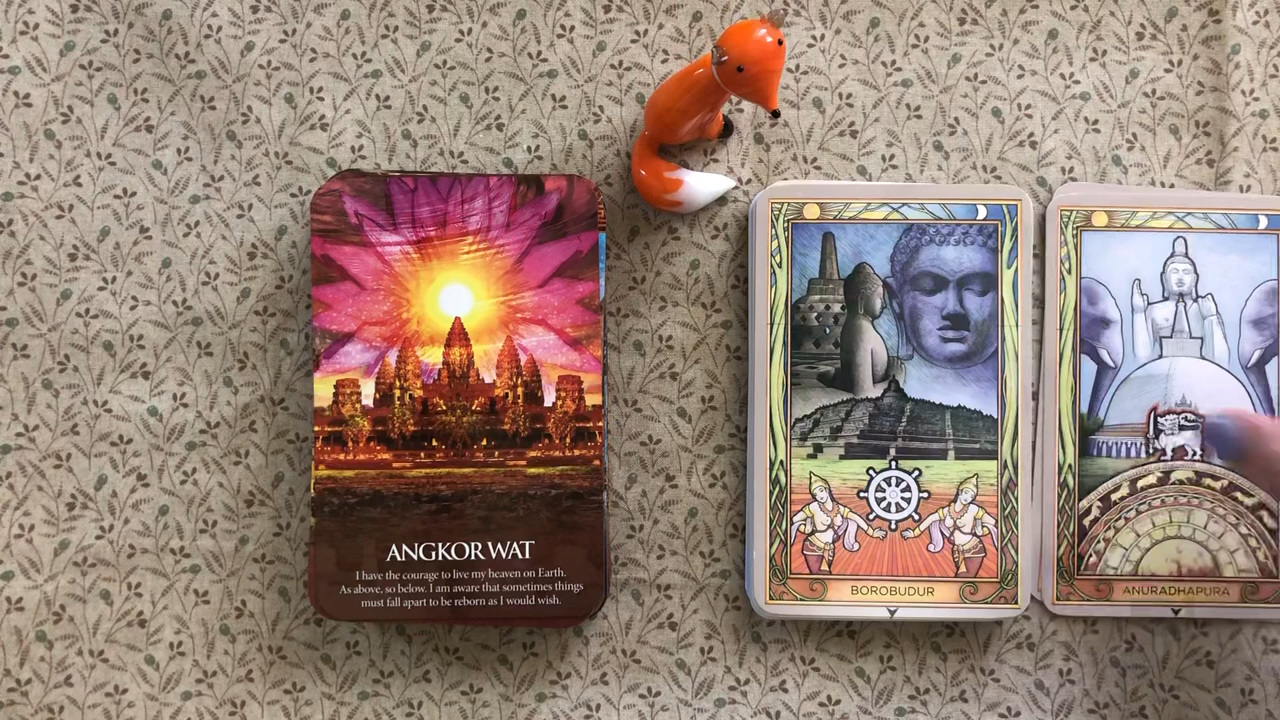 ANGKOR WAT
I have the courage to live my heaven on Earth.
As above, so below. I am aware that sometimes things
must fall apart to be reborn as I would wish.
BOROBUDUR
ANURADHAPURA